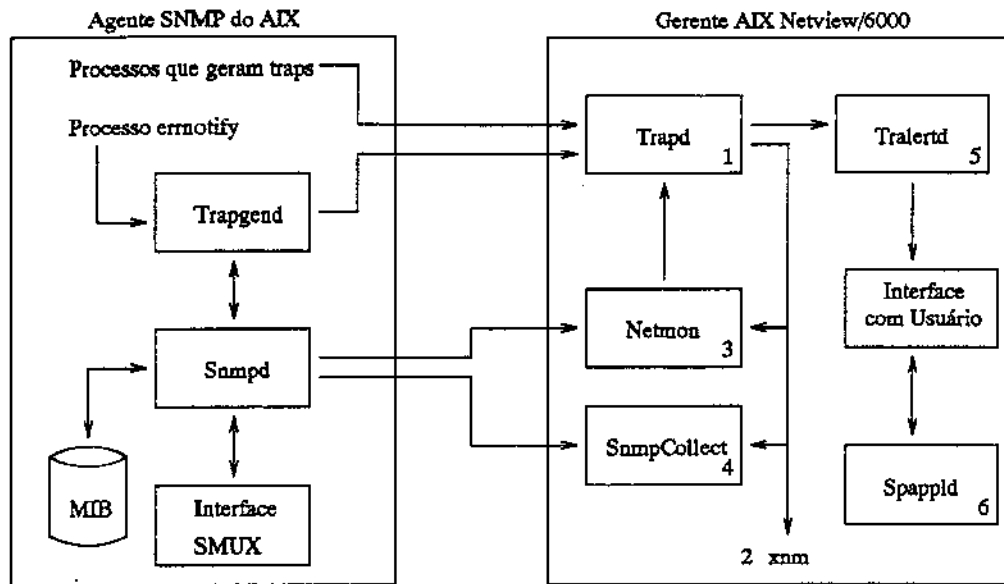 Agente SNMP do AIX
Processos que geram traps
Processo errnotify
Trapgend
Snmpd
MIB
Interface
SMUX
Gerente AIX Netview/6000
Trapd
1
Tralertd
5
Netmon
3
Interface
com Usuário
SnmpCollect
4
Spappld
6
2 xnm